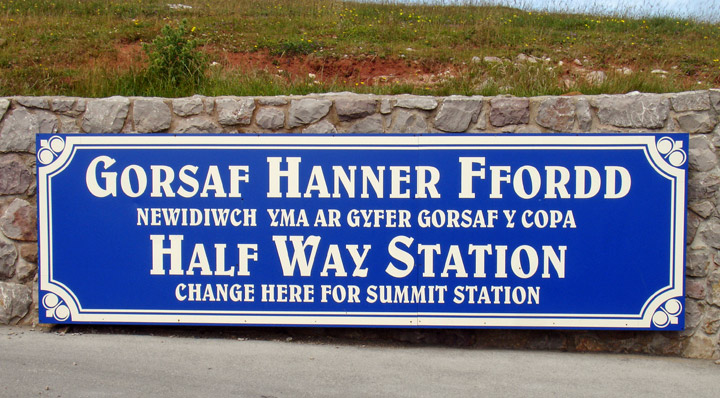 GORSAF HANNER FFORDD
NEWIDIWCH YMA AR GYFER GORSAF Y COPA
HALF WAY STATION
CHANGE HERE FOR SUMMIT STATION